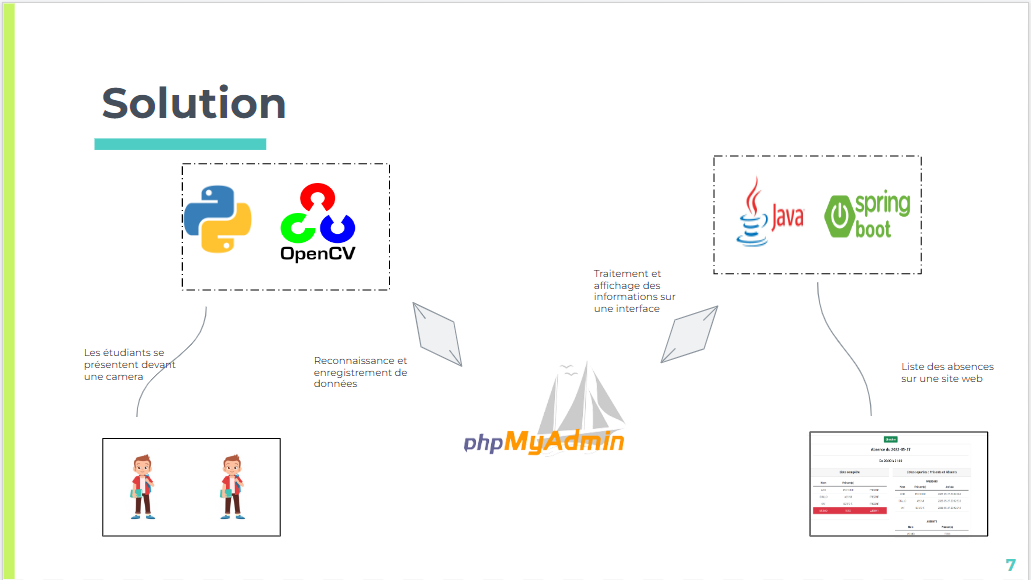 Solution
OpenCV
Java
spring
boot
Traitement et
affichage des
informations sur
une interface
Les étudiants se
présentent devant
une camera
Reconnaissance et
enregistrement de
données
Liste des absences
sur une site web
phpMyAdmin
7